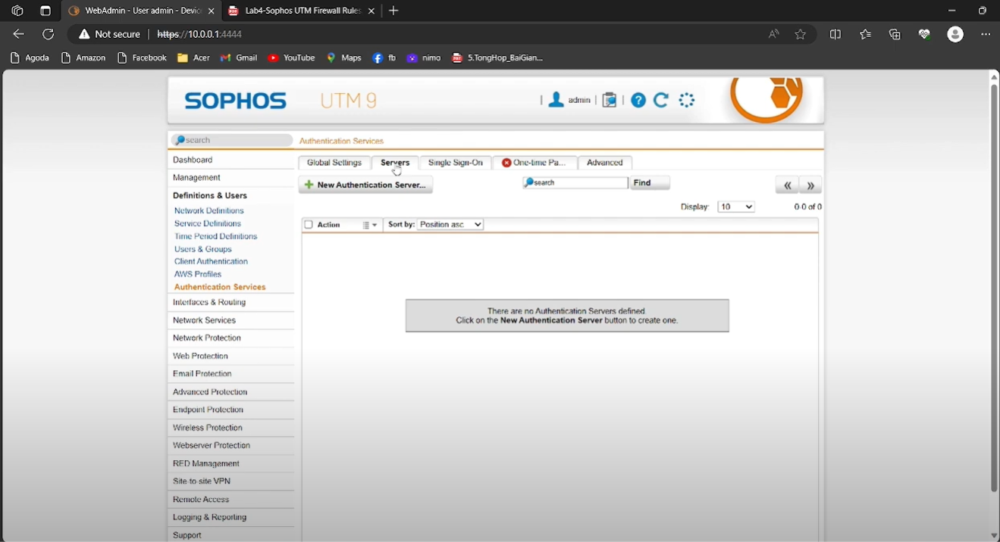 WebAdmin - User admin - Devic
Lab4-Sophos UTM Firewall Rules
Not secure
https://10.0.0.1:4444
Agoda
Amazon
Facebook
Acer
Gmail
YouTube
Maps
fb
nimo
5.TongHop_BaiGian...
SOPHOS
UTM 9
admin
search
Authentication Services
Dashboard
Management
Definitions & Users
Network Definitions
Service Definitions
Time Period Definitions
Users & Groups
Client Authentication
AWS Profiles
Authentication Services
Interfaces & Routing
Network Services
Network Protection
Web Protection
Email Protection
Advanced Protection
Endpoint Protection
Wireless Protection
Webserver Protection
RED Management
Site-to-site VPN
Remote Access
Logging & Reporting
Support
Global Settings
Servers
Single Sign-On
One-time Pa...
Advanced
New Authentication Server...
search
Find
Display: 10
0-0 of 0
Action
Sort by: Position asc
There are no Authentication Servers defined.
Click on the New Authentication Server button to create one.